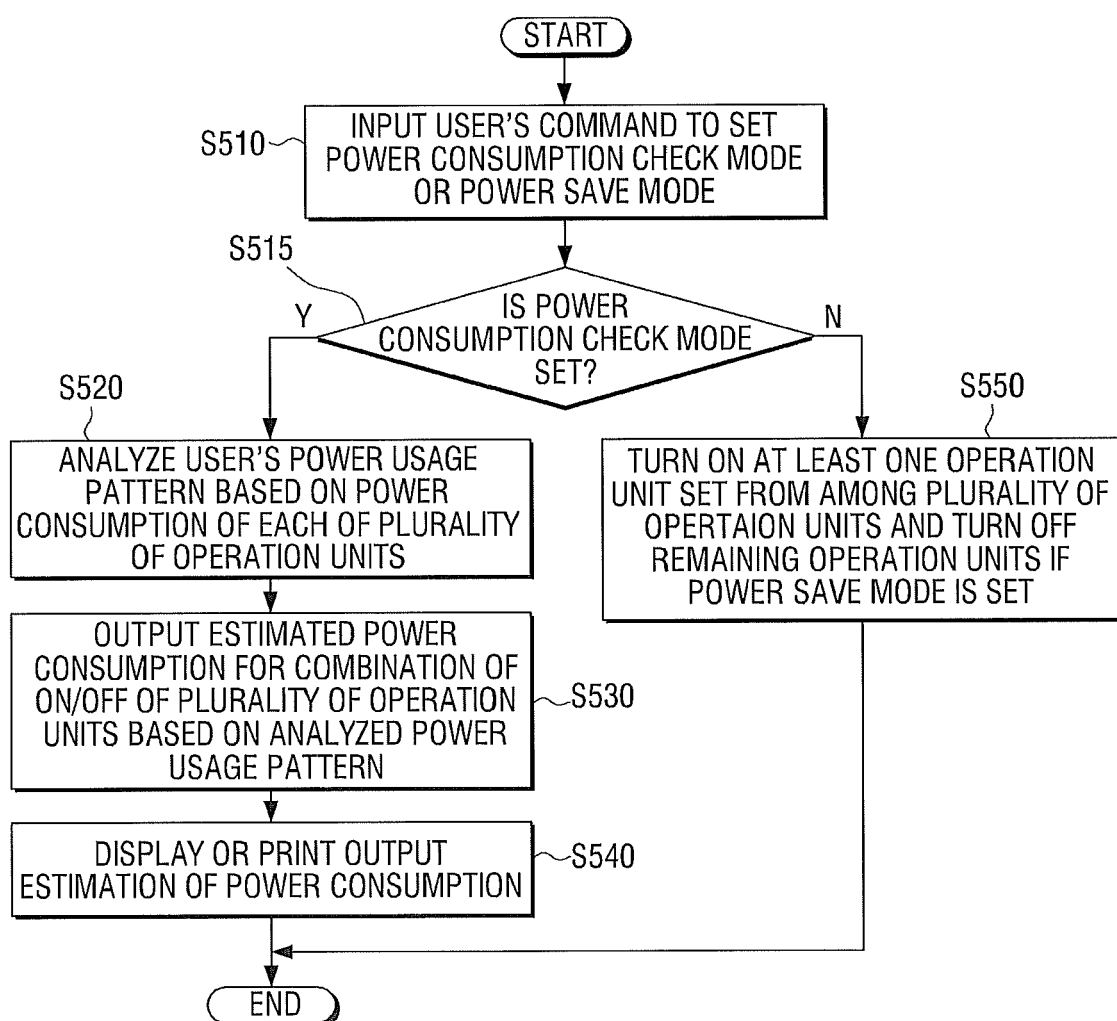 START
S510
INPUT USER'S COMMAND TO SET
POWER CONSUMPTION CHECK MODE
OR POWER SAVE MODE
S515
IS POWER
CONSUMPTION CHECK MODE
SET?
Y
N
S520
ANALYZE USER'S POWER USAGE
PATTERN BASED ON POWER
CONSUMPTION OF EACH OF PLURALITY
OF OPERATION UNITS
S550
TURN ON AT LEAST ONE OPERATION
UNIT SET FROM AMONG PLURALITY OF
OPERTAION UNITS AND TURN OFF
REMAINING OPERATION UNITS IF
POWER SAVE MODE IS SET
OUTPUT ESTIMATED POWER
CONSUMPTION FOR COMBINATION OF
ON/OFF OF PLURALITY OF OPERATION
UNITS BASED ON ANALYZED POWER
USAGE PATTERN
S530
DISPLAY OR PRINT OUTPUT
ESTIMATION OF POWER CONSUMPTION
S540
END